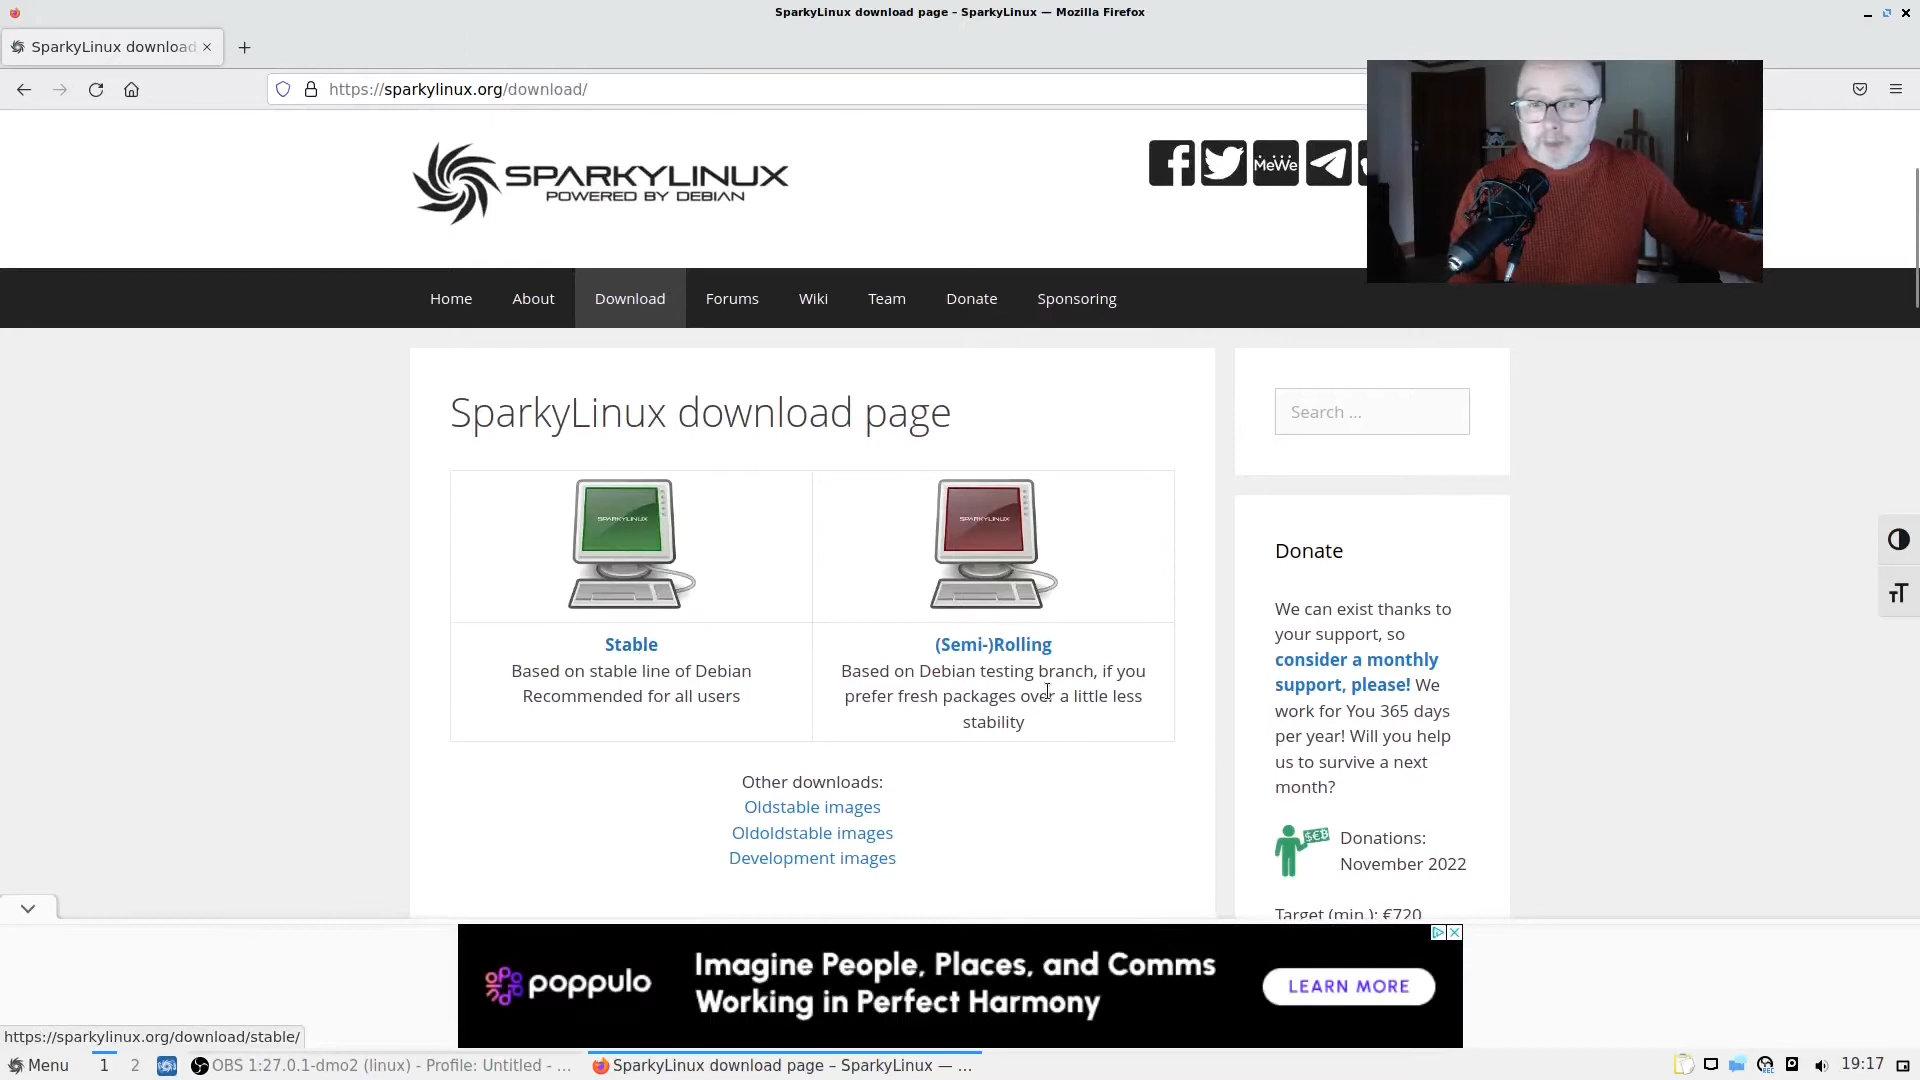 SparkyLinux download page – SparkyLinux — Mozilla Firefox
SparkyLinux download
https://sparkylinux.org/download/
SPARKYLINUX
POWERED BY DEBIAN
MeWe
Home About Download Forums Wiki Team Donate Sponsoring
SparkyLinux download page
Search ...
SPARKYLINUX SPARKYLINUX
Stable
Based on stable line of Debian
Recommended for all users
(Semi-)Rolling
Based on Debian testing branch, if you
prefer fresh packages over a little less
stability
Other downloads:
Oldstable images
Oldoldstable images
Development images
Donate
We can exist thanks to
your support, so
consider a monthly
support, please! We
work for You 365 days
per year! Will you help
us to survive a next
month?
$€B
Donations:
November 2022
Target (min.): €720
poppulo
Imagine People, Places, and Comms
Working in Perfect Harmony
LEARN MORE
https://sparkylinux.org/download/stable/
Menu 1 2 OBS 1:27.0.1-dmo2 (linux) - Profile: Untitled - ... SparkyLinux download page – SparkyLinux — ... REC 19:17